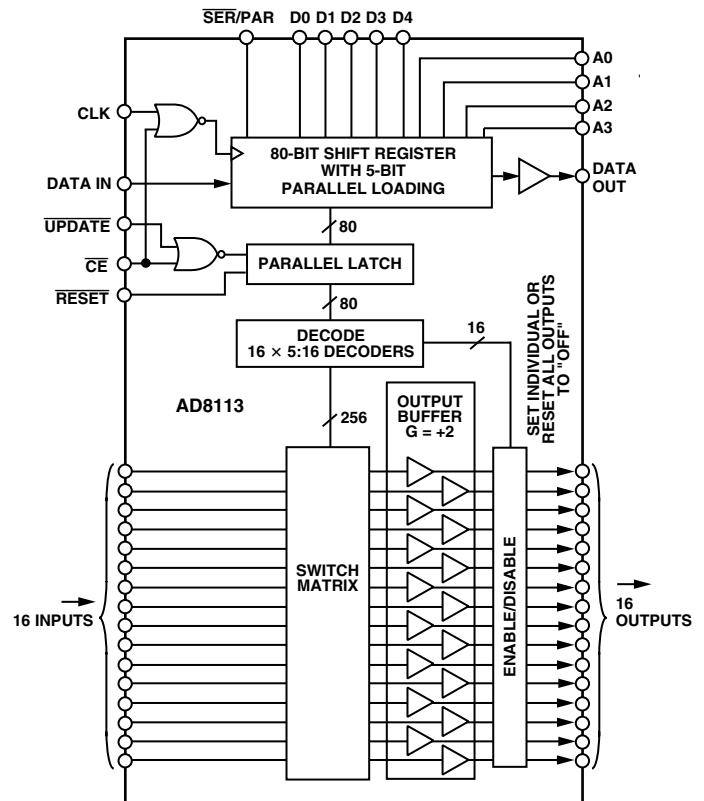 SER/PAR D0 D1 D2 D3 D4
A0
A1
A2
A3
CLK
80-BIT SHIFT REGISTER
WITH 5-BIT
PARALLEL LOADING
DATA IN
DATA
OUT
UPDATE
80
CE
PARALLEL LATCH
RESET
80
DECODE
16 × 5:16 DECODERS
16
SET INDIVIDUAL OR
RESET ALL OUTPUTS
TO "OFF"
AD8113
256
OUTPUT
BUFFER
G = +2
SWITCH
MATRIX
ENABLE/DISABLE
16 INPUTS
16
OUTPUTS